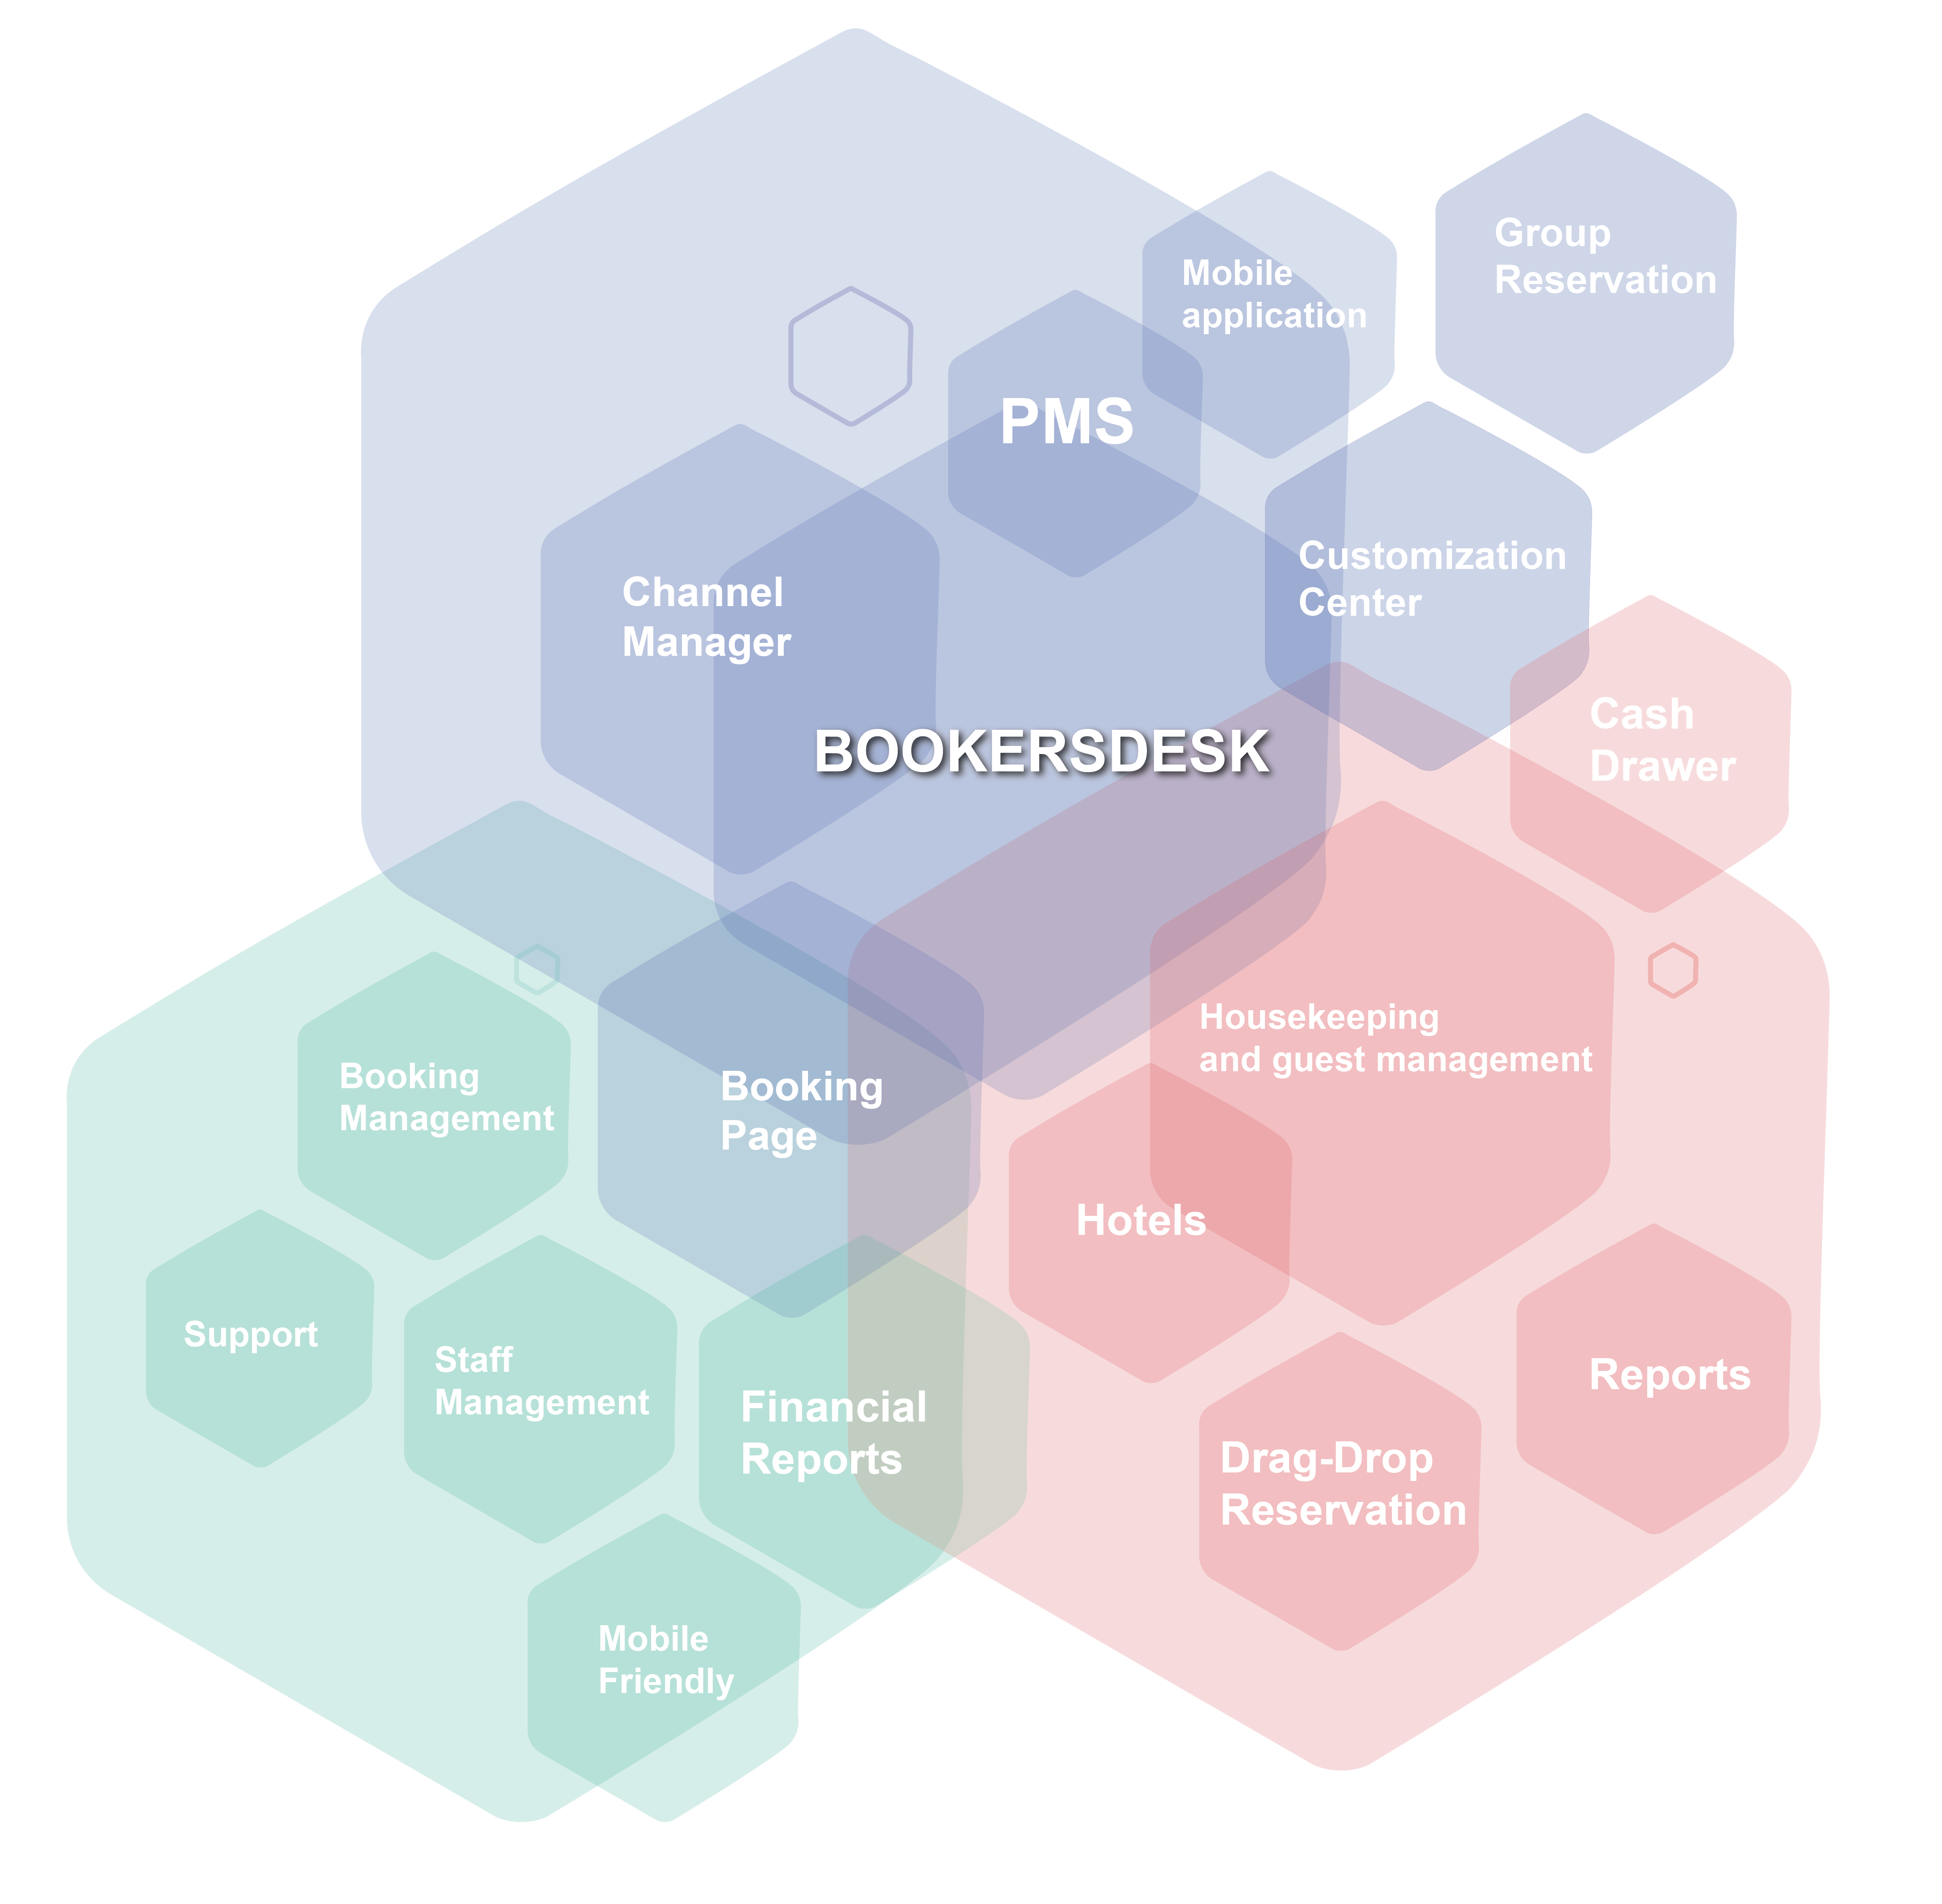 Group
Reservation
Mobile
application
PMS
Customization
Center
Channel
Manager
Cash
Drawer
BOOKERSDESK
Housekeeping
and guest management
Booking
Management
Booking
Page
Hotels
Support
Staff
Management
Financial
Reports
Reports
Drag-Drop
Reservation
Mobile
Friendly